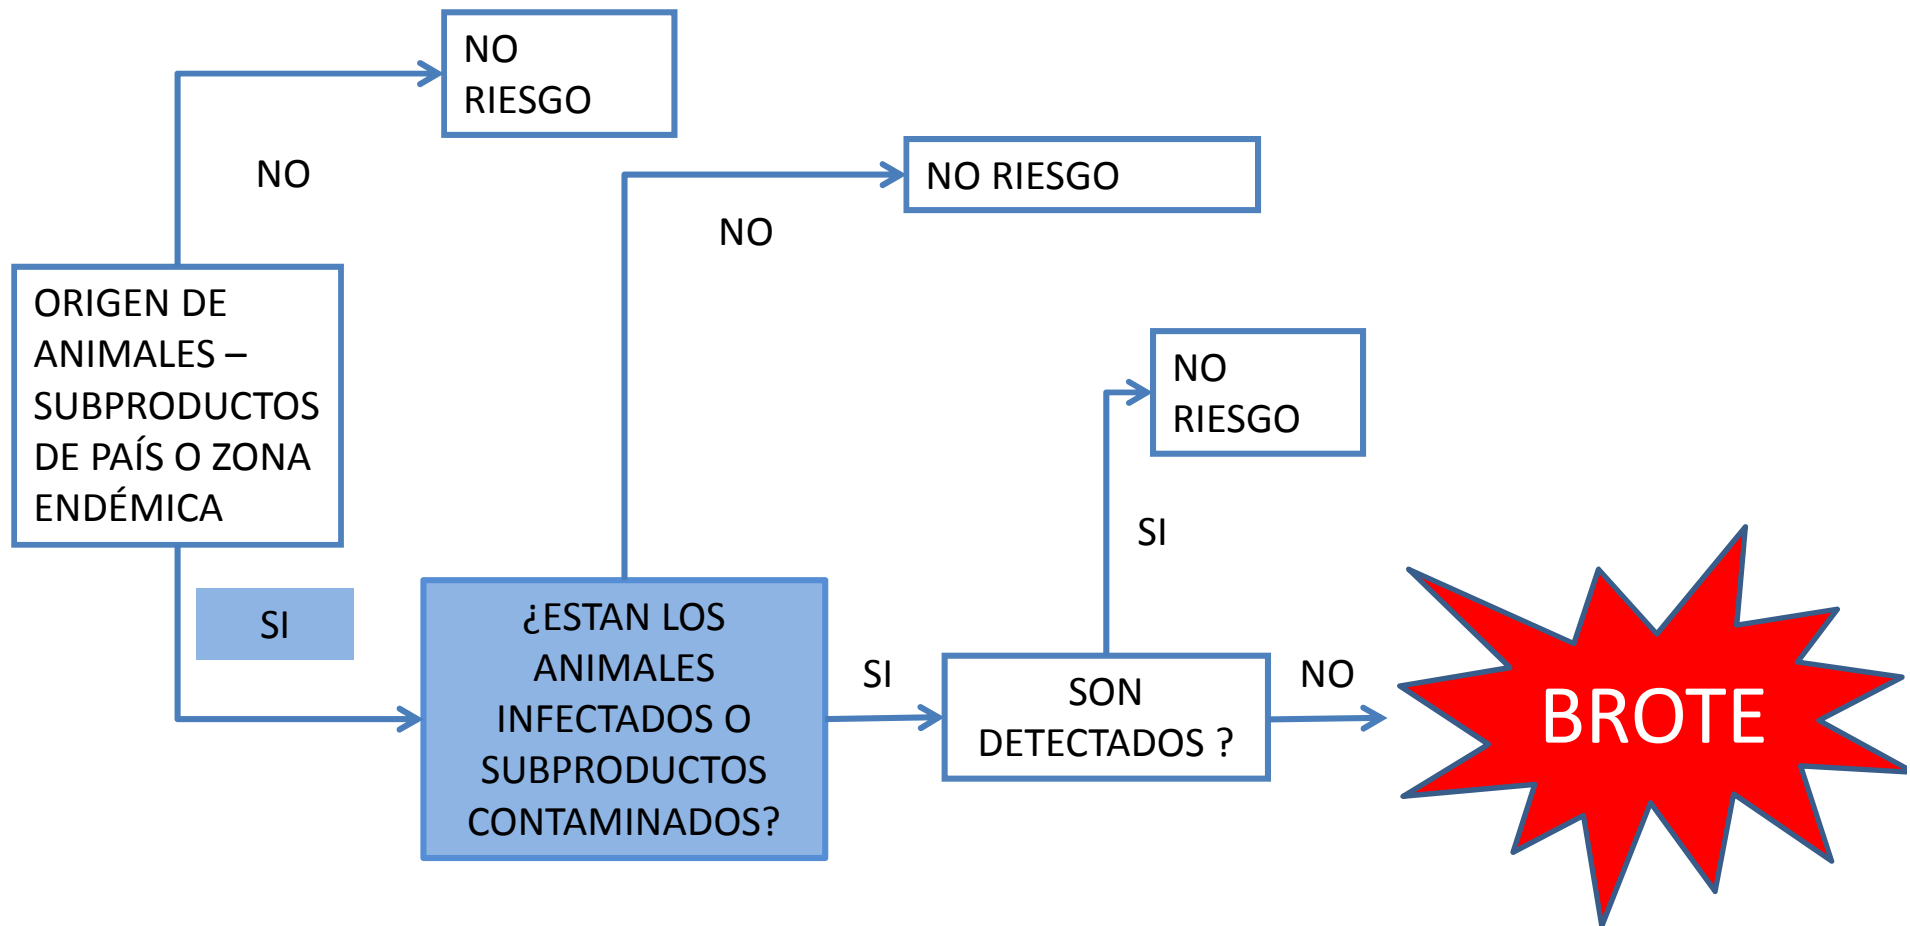 NO
RIESGO
NO
NO RIESGO
NO
ORIGEN DE
ANIMALES –
SUBPRODUCTOS
DE PAÍS O ZONA
ENDÉMICA
NO
RIESGO
SI
SI
¿ESTAN LOS
ANIMALES
INFECTADOS O
SUBPRODUCTOS
CONTAMINADOS?
SI
SON
DETECTADOS ?
NO
BROTE